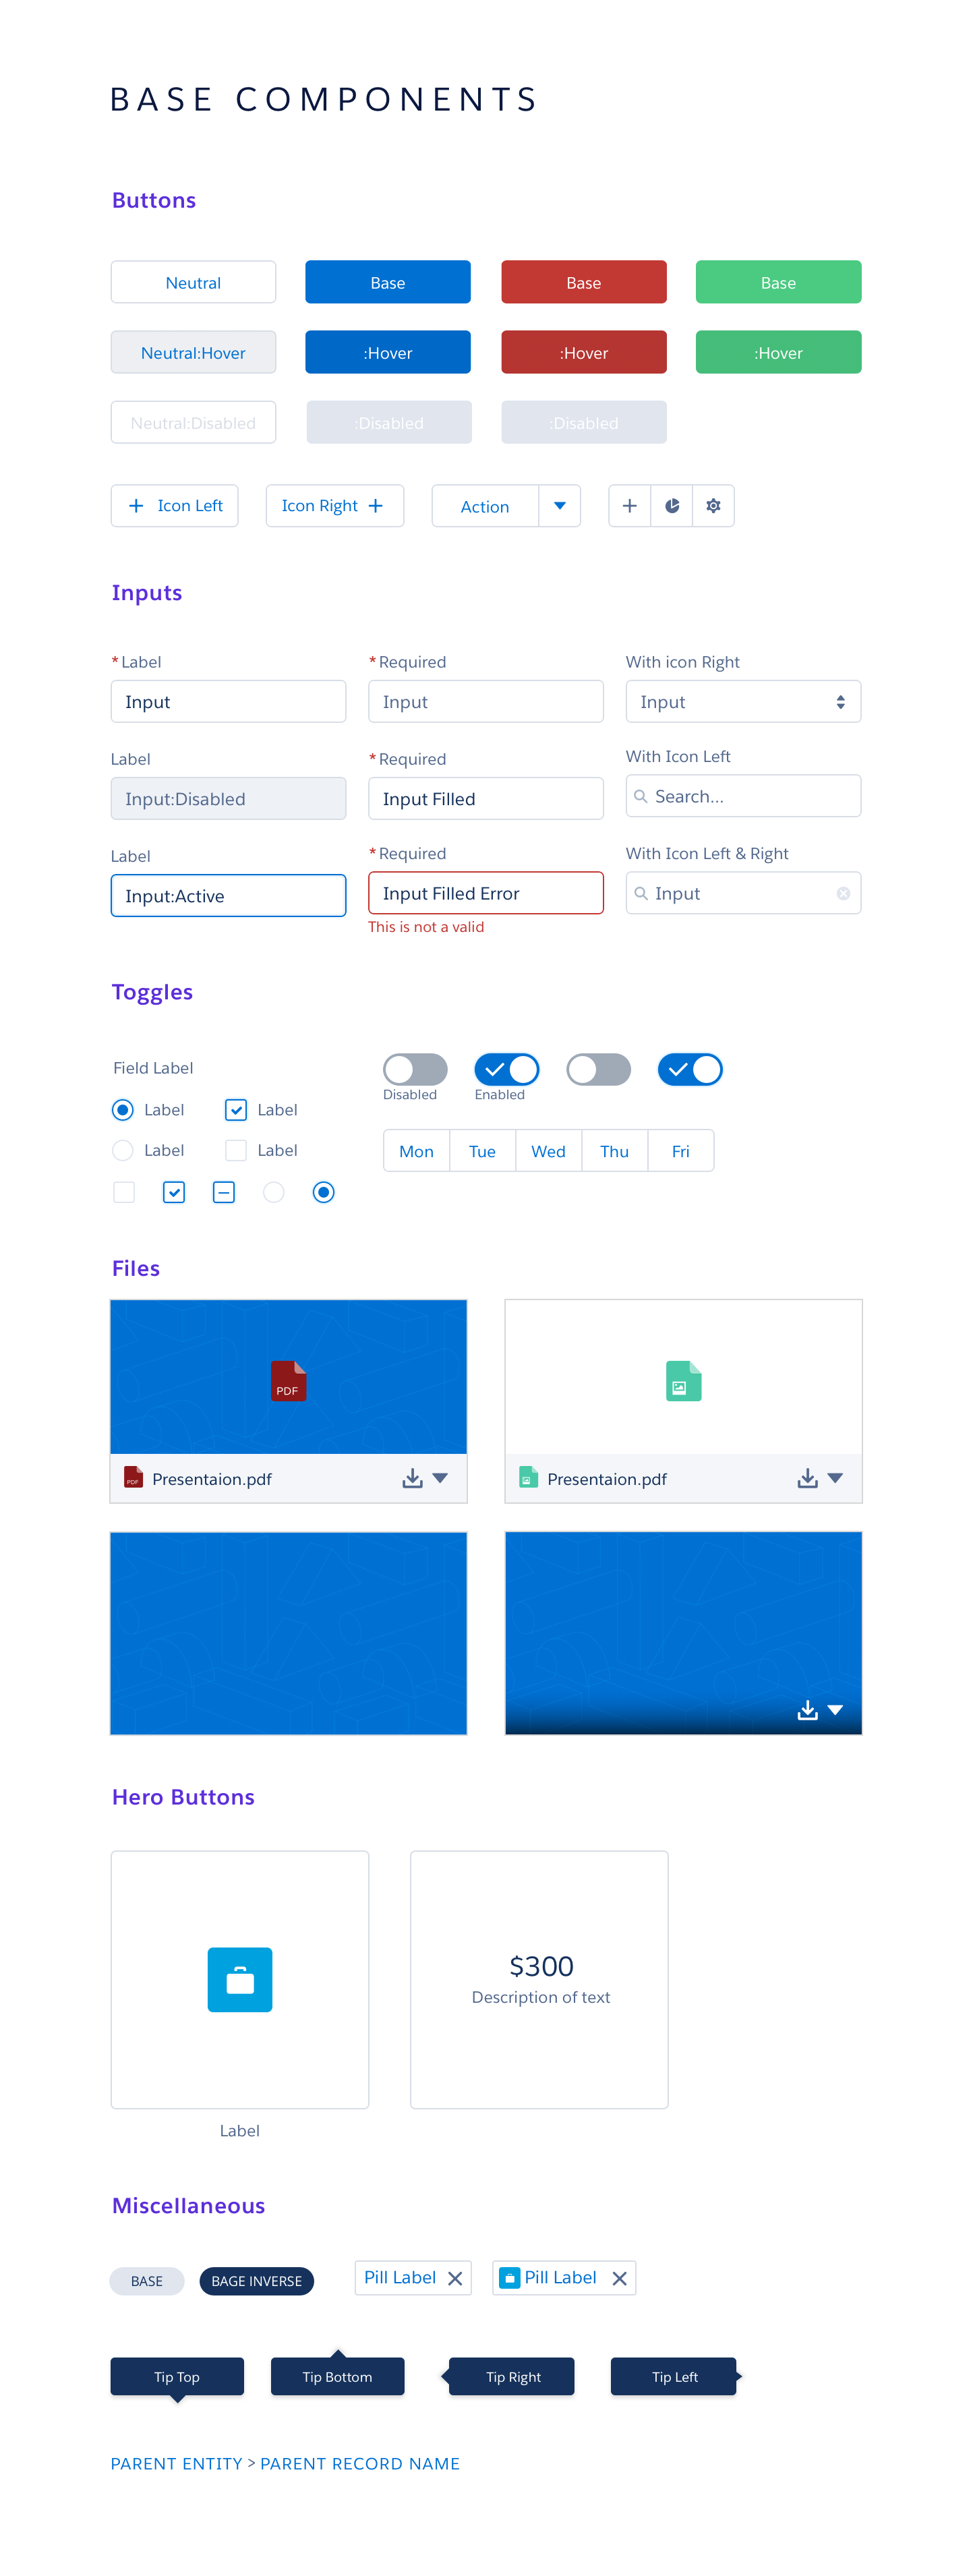 BASE COMPONENTS
Buttons
Neutral Base Base Base
Neutral:Hover :Hover :Hover :Hover
Neutral:Disabled :Disabled :Disabled
Icon Left Icon Right Action
Inputs
* Label * Required With icon Right
Input Input Input
Label * Required With Icon Left
Input:Disabled Input Filled Search...
Label * Required With Icon Left & Right
Input:Active Input Filled Error Input
This is not a valid
Toggles
Field Label
Disabled Enabled
Label Label
Label Label Mon Tue Wed Thu Fri
Files
PDF
PDF Presentaion.pdf Presentaion.pdf
Hero Buttons
$300
Description of text
Label
Miscellaneous
BASE BAGE INVERSE Pill Label Pill Label
Tip Top Tip Bottom Tip Right Tip Left
PARENT ENTITY > PARENT RECORD NAME